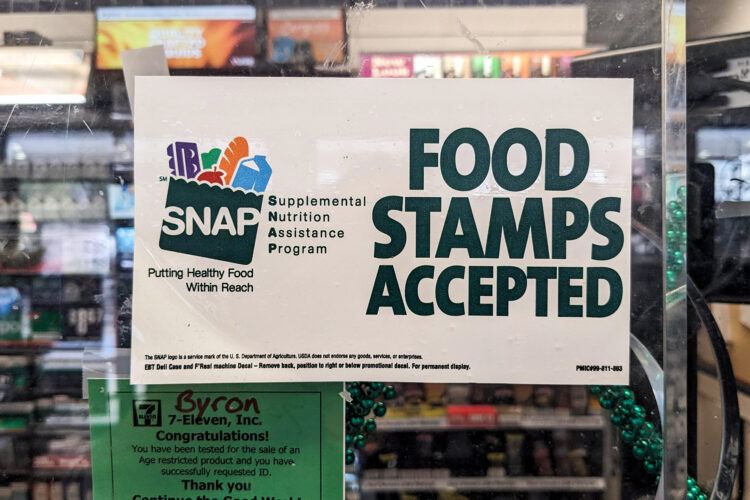 FOOD
STAMPS
ACCEPTED
SM
SNAP
Supplemental
Nutrition
Assistance
Program
Putting Healthy Food
Within Reach
The SNAP logo is a service mark of the U. S. Department of Agriculture. USDA does not endorse any goods, services, or enterprises.
EBT Deli Case and F'Real machine Decal – Remove back, position to right or below promotional decal. For permanent display.
PMIC#99-011-863
Byron
7-Eleven, Inc.
Congratulations!
You have been tested for the sale of an
Age restricted product and you have
successfully requested ID.
Thank you